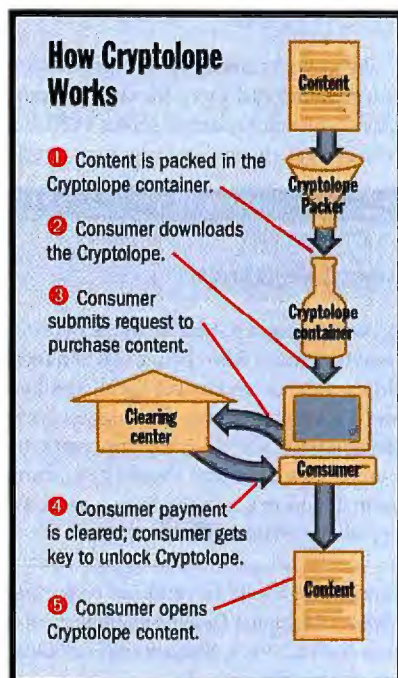 How Cryptolope
Works
Content
1 Content is packed in the
Cryptolope container.
Cryptolope
Packer
2 Consumer downloads
the Cryptolope.
3 Consumer
submits request to
purchase content.
Cryptolope
container
Clearing
center
Consumer
4 Consumer payment
is cleared; consumer gets
key to unlock Cryptolope.
5 Consumer opens
Cryptolope content.
Content